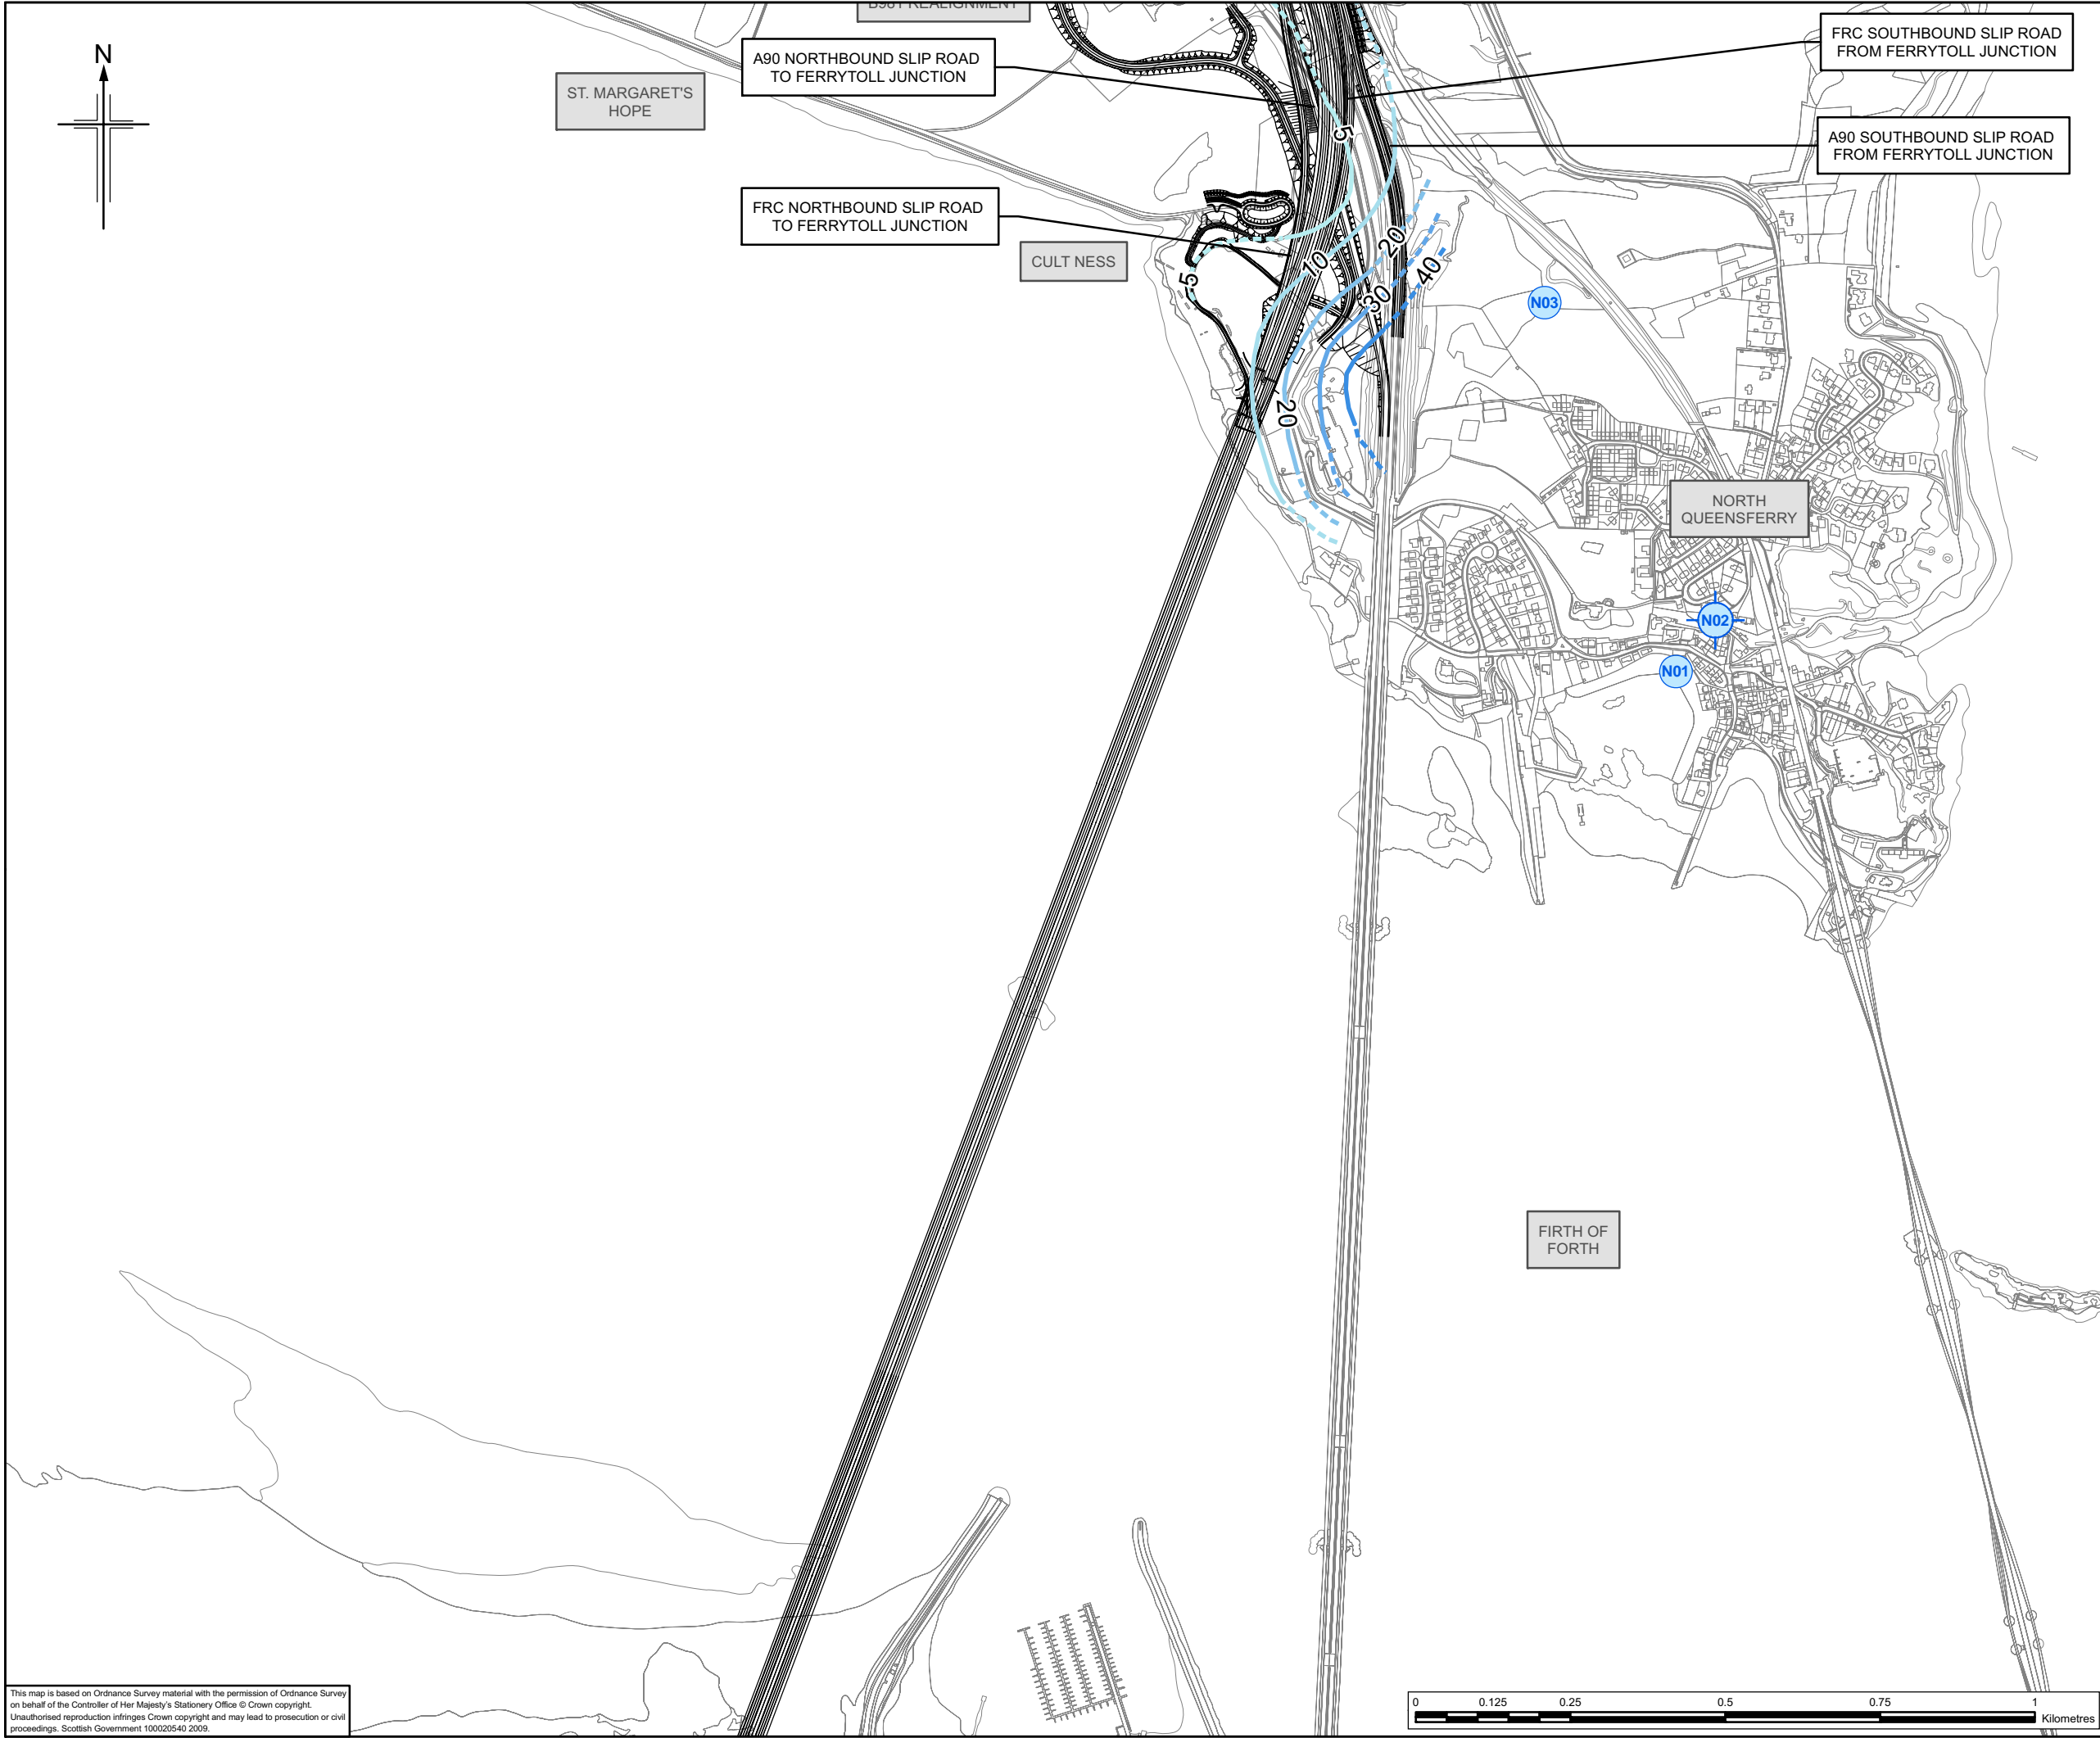 B981 REALIGNMENT
N
A90 NORTHBOUND SLIP ROAD
TO FERRYTOLL JUNCTION
FRC SOUTHBOUND SLIP ROAD
FROM FERRYTOLL JUNCTION
ST. MARGARET'S
HOPE
A90 SOUTHBOUND SLIP ROAD
FROM FERRYTOLL JUNCTION
5
FRC NORTHBOUND SLIP ROAD
TO FERRYTOLL JUNCTION
CULT NESS
20
10
40
5
30
N03
20
NORTH
QUEENSFERRY
N02
N01
FIRTH OF
FORTH
This map is based on Ordnance Survey material with the permission of Ordnance Survey
on behalf of the Controller of Her Majesty's Stationery Office © Crown copyright.
Unauthorised reproduction infringes Crown copyright and may lead to prosecution or civil
proceedings. Scottish Government 100020540 2009.
0 0.125 0.25 0.5 0.75 1
Kilometres